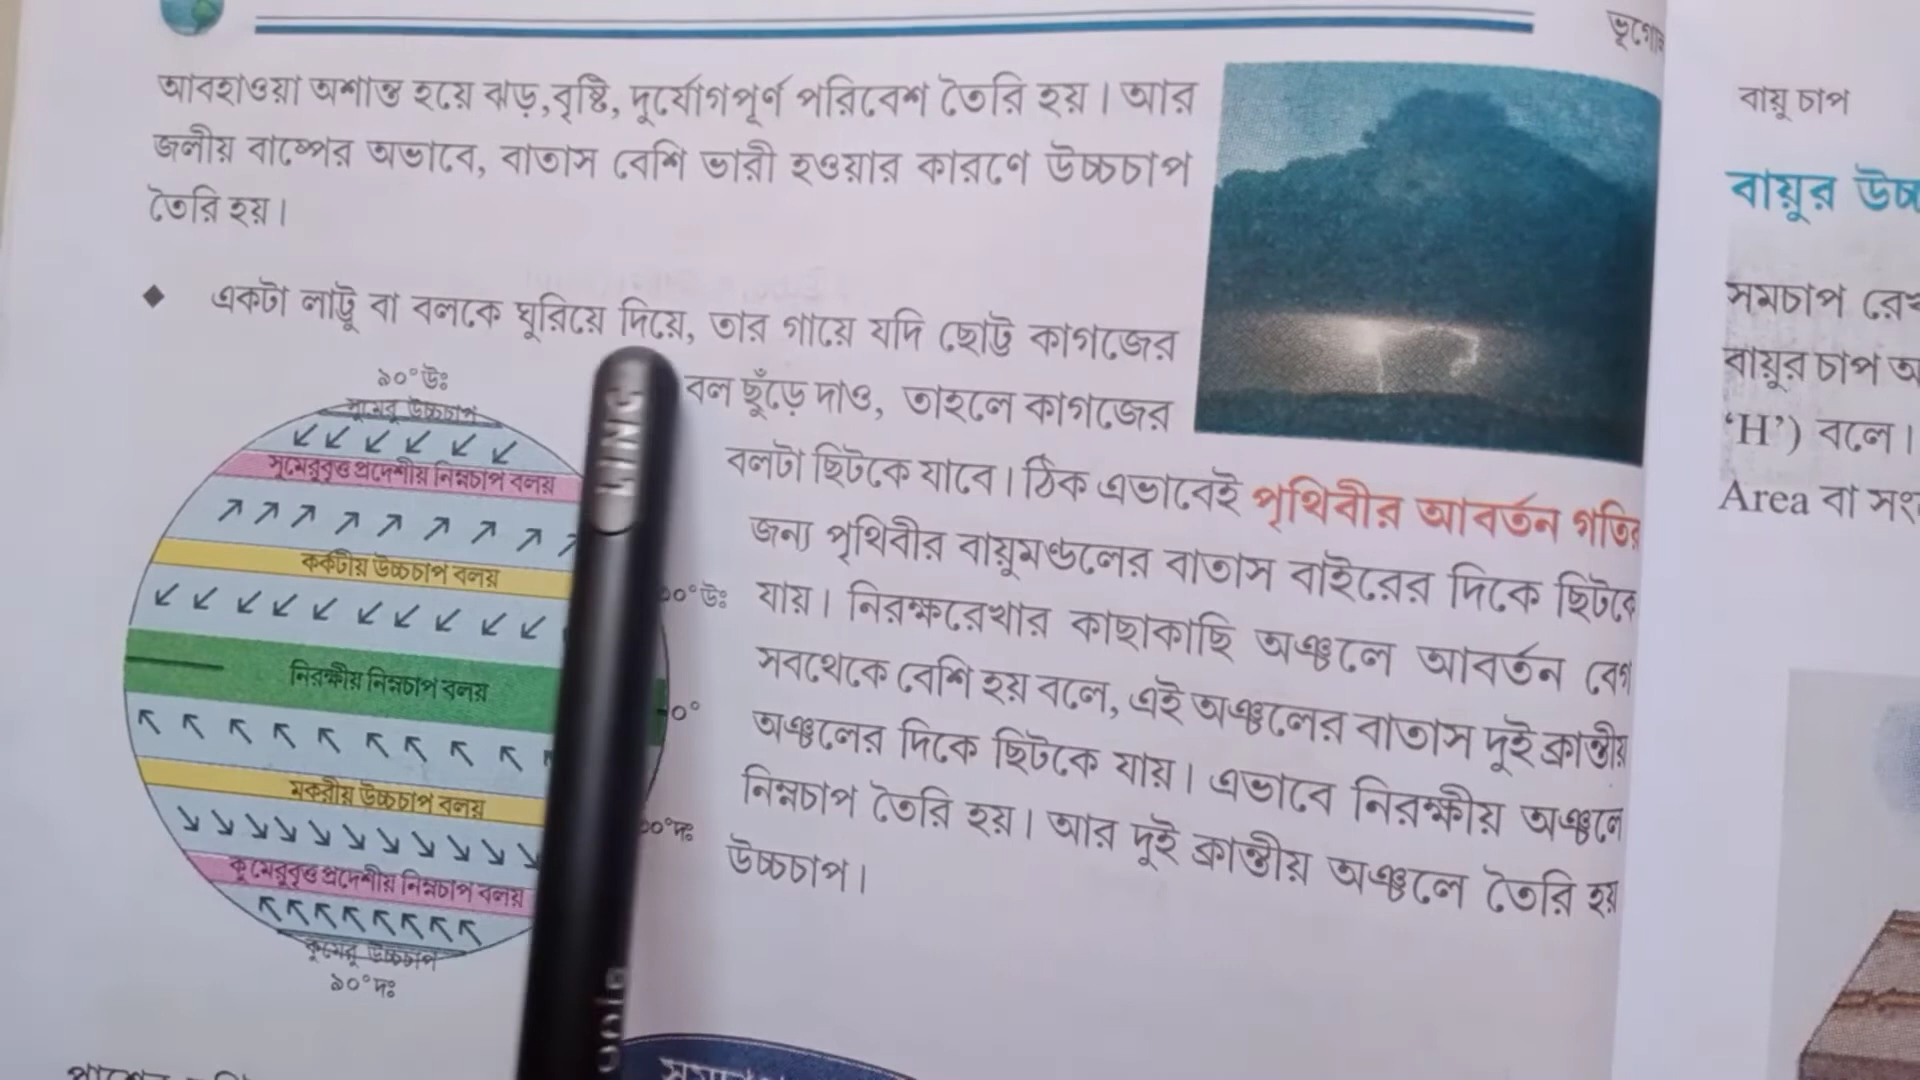 আবহাওয়া অশান্ত হয়ে ঝড়,বৃষ্টি, দুর্যোগপূর্ণ পরিবেশ তৈরি হয়। আর
জলীয় বাষ্পের অভাবে, বাতাস বেশি ভারী হওয়ার কারণে উচ্চচাপ
তৈরি হয়।
◆ একটা লাট্টু বা বলকে ঘুরিয়ে দিয়ে, তার গায়ে যদি ছোট্ট কাগজের
বল ছুঁড়ে দাও, তাহলে কাগজের
বলটা ছিটকে যাবে। ঠিক এভাবেই পৃথিবীর আবর্তন গতির
জন্য পৃথিবীর বায়ুমণ্ডলের বাতাস বাইরের দিকে ছিটকে
যায়। নিরক্ষরেখার কাছাকাছি অঞ্চলে আবর্তন বেগ
সবথেকে বেশি হয় বলে, এই অঞ্চলের বাতাস দুই ক্রান্তীয়
অঞ্চলের দিকে ছিটকে যায়। এভাবে নিরক্ষীয় অঞ্চলে
নিম্নচাপ তৈরি হয়। আর দুই ক্রান্তীয় অঞ্চলে তৈরি হয়
উচ্চচাপ।
৯০°উঃ
সুমেরু উচ্চচাপ
সুমেরুবৃত্ত প্রদেশীয় নিম্নচাপ বলয়
কর্কটীয় উচ্চচাপ বলয়
০°উঃ
নিরক্ষীয় নিম্নচাপ বলয়
০°
মকরীয় উচ্চচাপ বলয়
০°দঃ
কুমেরুবৃত্ত প্রদেশীয় নিম্নচাপ বলয়
কুমেরু উচ্চচাপ
৯০°দঃ
LINC
বায়ু চাপ
বায়ুর উচ্চ
সমচাপ
বায়ুর চাপ
‘H’) বলে।
Area বা